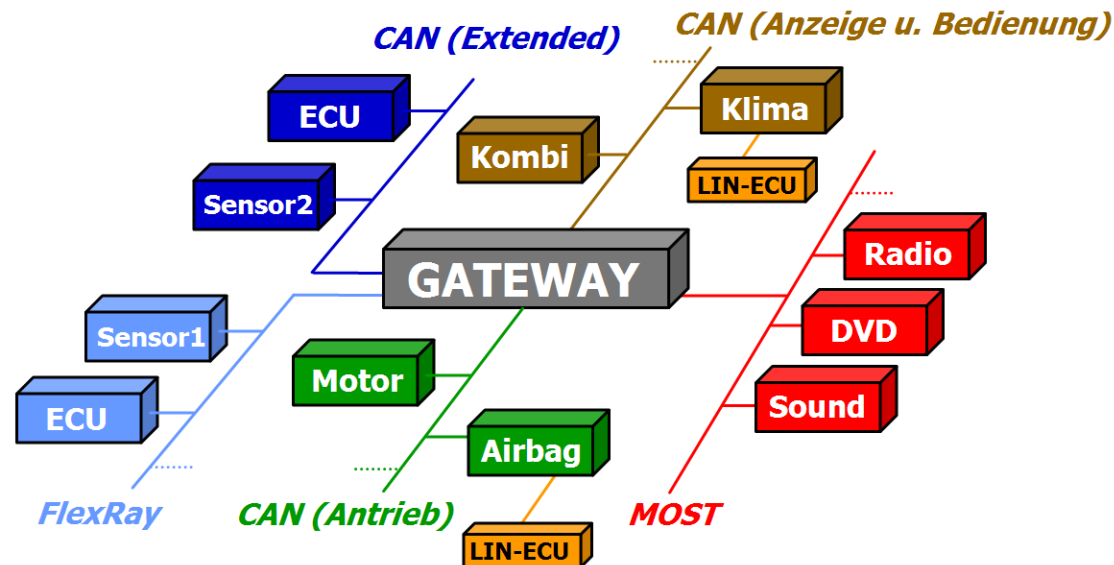 CAN (Extended)
CAN (Anzeige u. Bedienung)
ECU
Klima
Kombi
LIN-ECU
Sensor2
Radio
GATEWAY
Sensor1
DVD
Motor
ECU
Sound
Airbag
FlexRay
CAN (Antrieb)
MOST
LIN-ECU